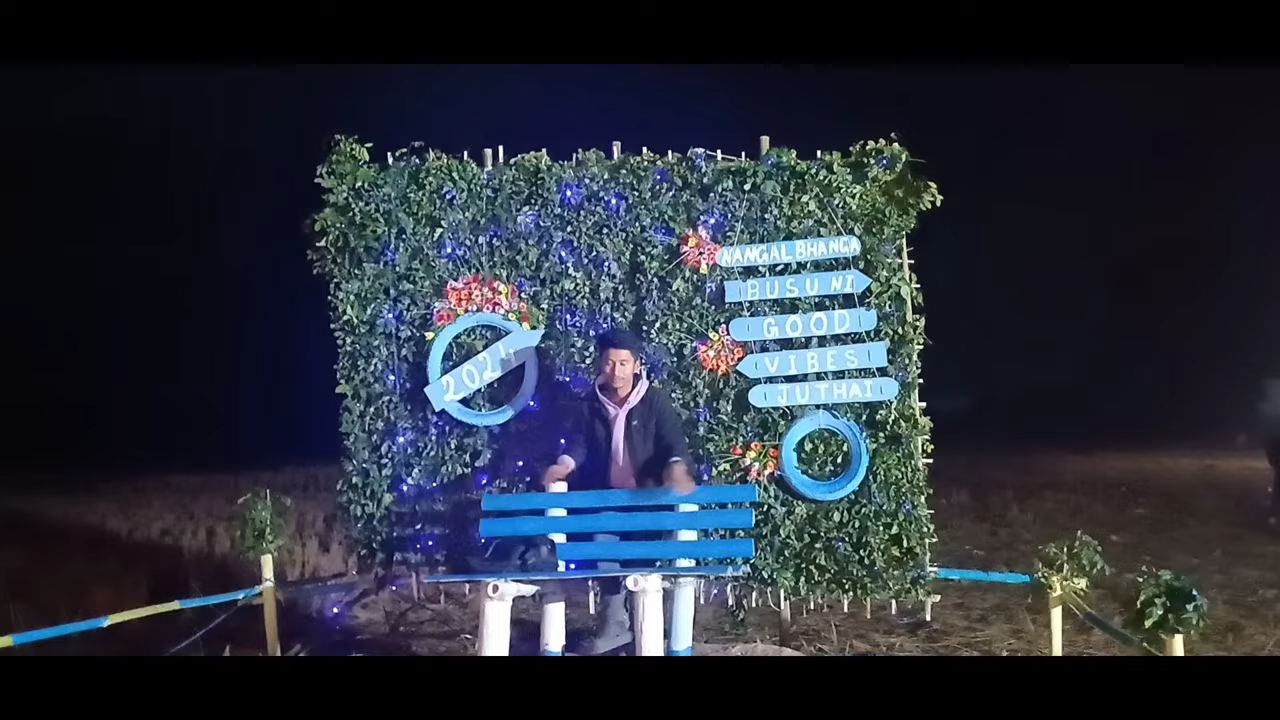 2024
NANGAL BHANGA
BUSU NI
GOOD
VIBES
JUTHAI